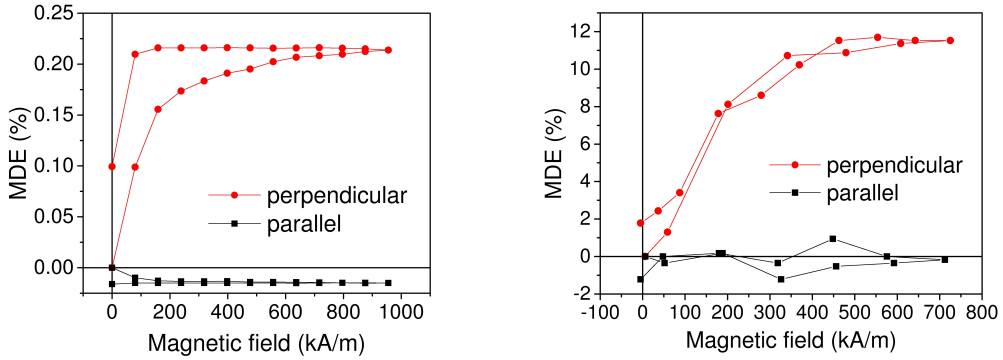 0.25
0.20
0.15
0.10
0.05
0.00
MDE (%)
perpendicular
parallel
0 200 400 600 800 1000
Magnetic field (kA/m)
12
10
8
6
4
2
0
-2
MDE (%)
perpendicular
parallel
-100 0 100 200 300 400 500 600 700 800
Magnetic field (kA/m)